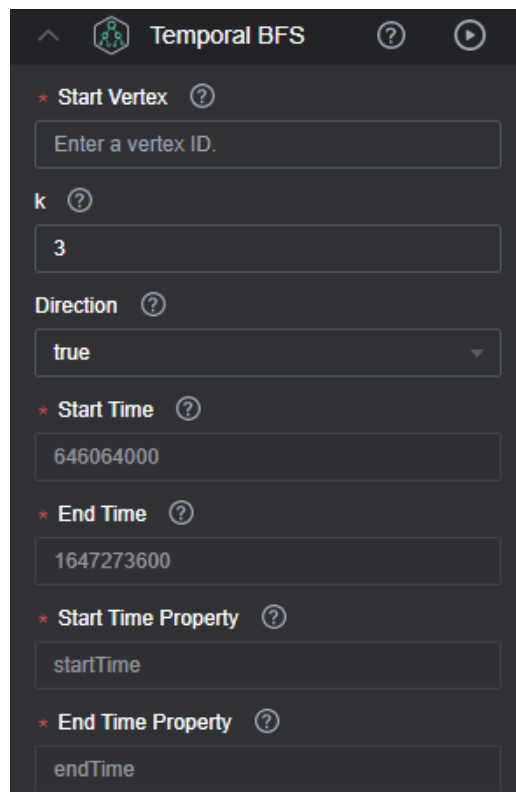 Temporal BFS
* Start Vertex
Enter a vertex ID.
k
3
Direction
true
* Start Time
646064000
* End Time
1647273600
* Start Time Property
startTime
* End Time Property
endTime